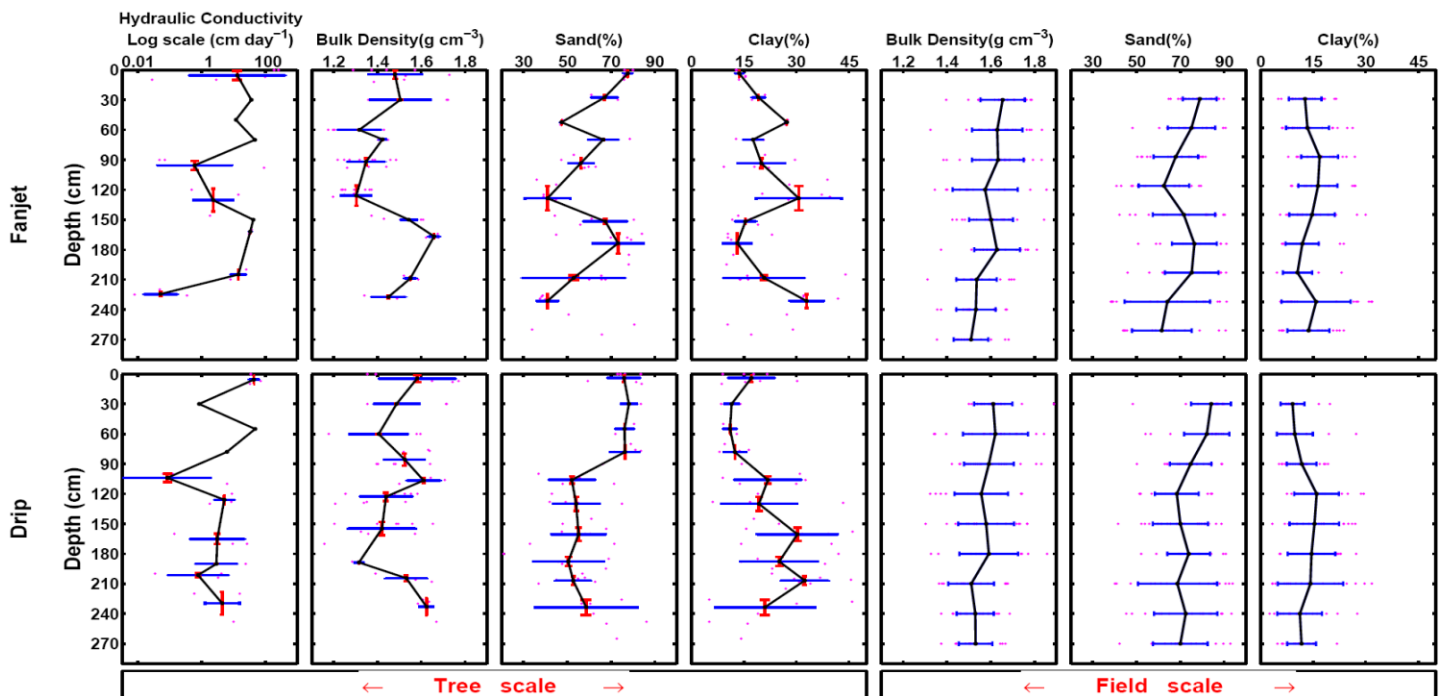 Hydraulic Conductivity
Log scale (cm day⁻¹) Bulk Density(g cm⁻³) Sand(%) Clay(%) Bulk Density(g cm⁻³) Sand(%) Clay(%)
0.01 1 100 1.2 1.4 1.6 1.8 30 50 70 90 0 15 30 45 1.2 1.4 1.6 1.8 30 50 70 90 0 15 30 45
Fanjet
Depth (cm)
0
30
60
90
120
150
180
210
240
270
Drip
Depth (cm)
0
30
60
90
120
150
180
210
240
270
← Tree scale → ← Field scale →